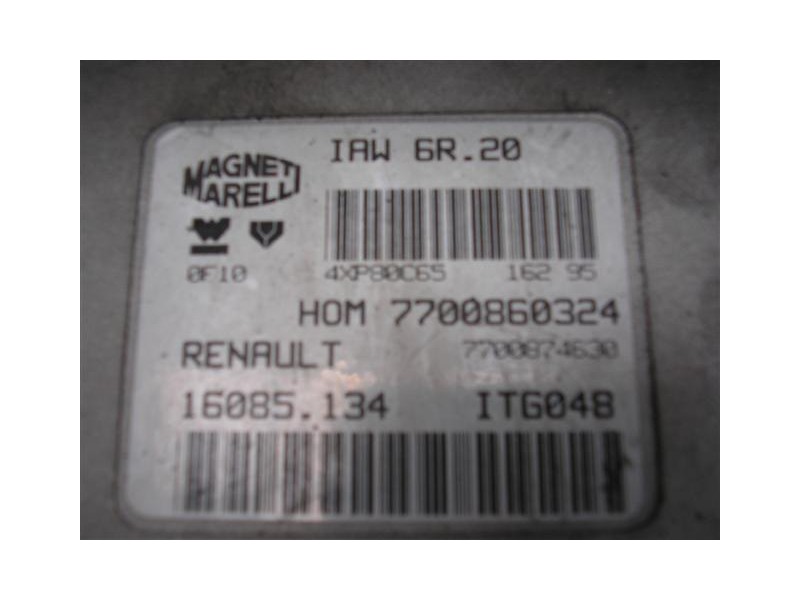 IAW 6R.20
MAGNETI
MARELLI
0F10 4XP80C65 162 95
HOM 7700860324
RENAULT 7700874630
16085.134 ITG048